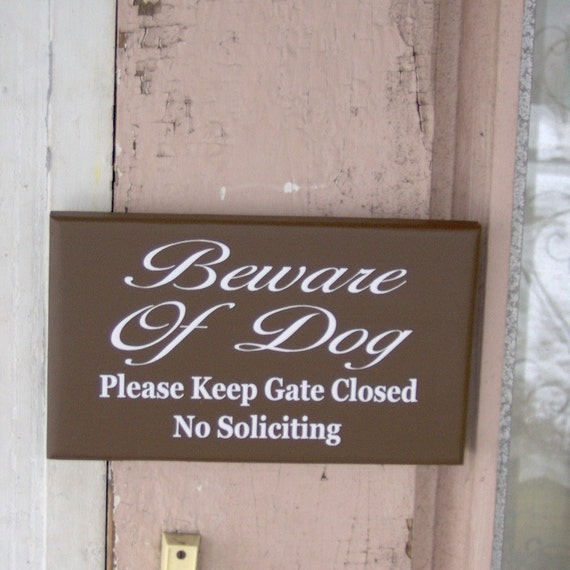 Beware
Of Dog
Please Keep Gate Closed
No Soliciting